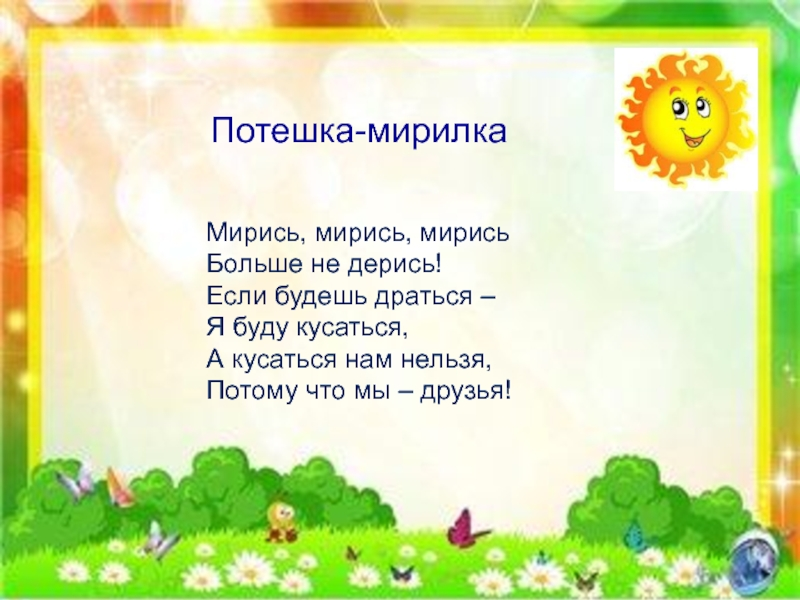 Потешка-мирилка
Мирись, мирись, мирись
Больше не дерись!
Если будешь драться –
Я буду кусаться,
А кусаться нам нельзя,
Потому что мы – друзья!